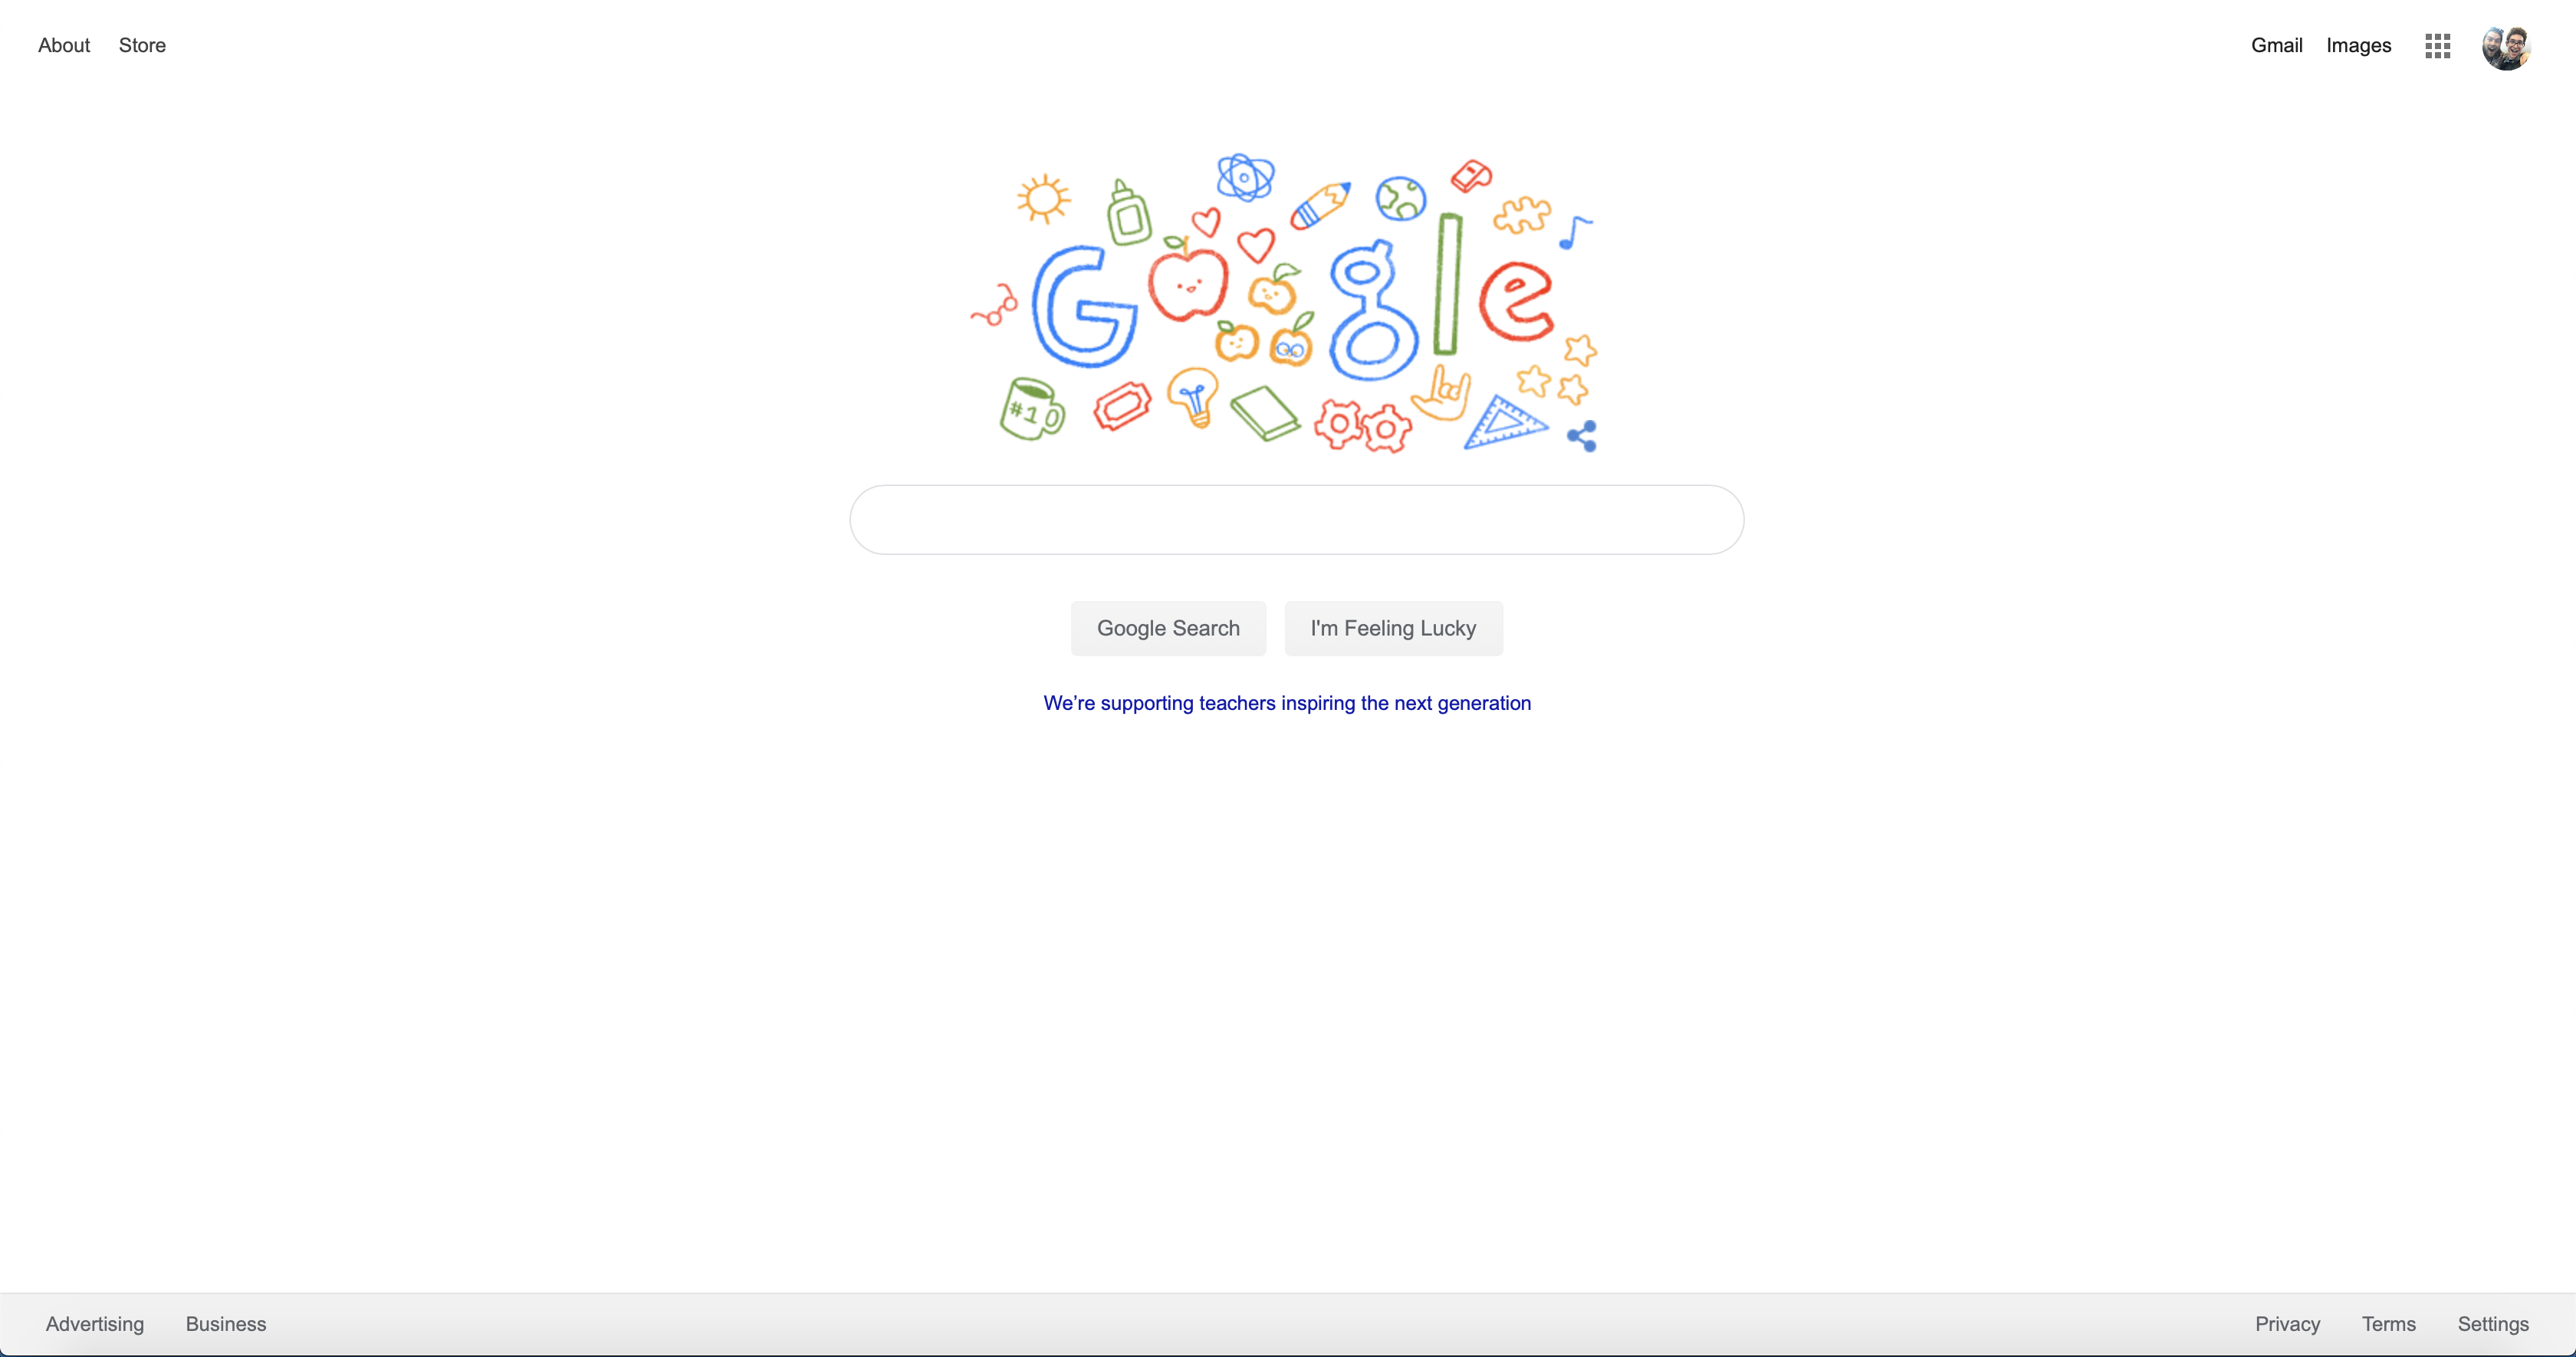 About Store
Gmail Images
Google
#1
Google Search
I'm Feeling Lucky
We’re supporting teachers inspiring the next generation
Advertising Business
Privacy Terms Settings